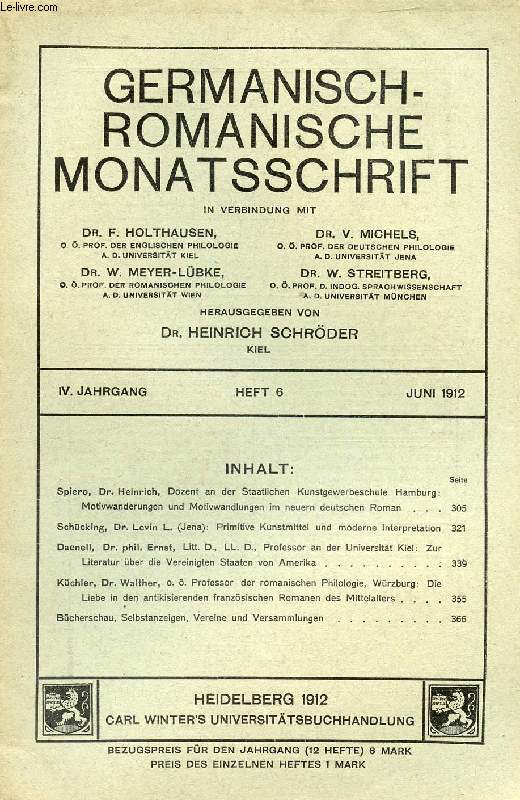 Le-livre.com
GERMANISCH-
ROMANISCHE
MONATSSCHRIFT
IN VERBINDUNG MIT
DR. F. HOLTHAUSEN,
O. Ö. PROF. DER ENGLISCHEN PHILOLOGIE
A. D. UNIVERSITÄT KIEL
DR. V. MICHELS,
O. Ö. PROF. DER DEUTSCHEN PHILOLOGIE
A. D. UNIVERSITÄT JENA
DR. W. MEYER-LÜBKE,
O. Ö. PROF. DER ROMANISCHEN PHILOLOGIE
A. D. UNIVERSITÄT WIEN
DR. W. STREITBERG,
O. Ö. PROF. D. INDOG. SPRACHWISSENSCHAFT
A. D. UNIVERSITÄT MÜNCHEN
HERAUSGEGEBEN VON
DR. HEINRICH SCHRÖDER
KIEL
IV. JAHRGANG HEFT 6 JUNI 1912
INHALT:
Seite
Spiero, Dr. Heinrich, Dozent an der Staatlichen Kunstgewerbeschule Hamburg:
Motivwanderungen und Motivwandlungen im neuern deutschen Roman . . . 305
Schücking, Dr. Levin L. (Jena): Primitive Kunstmittel und moderne Interpretation 321
Daenell, Dr. phil. Ernst, Litt. D., LL. D., Professor an der Universität Kiel: Zur
Literatur über die Vereinigten Staaten von Amerika . . . . . . . . . . 339
Küchler, Dr. Walther, o. ö. Professor der romanischen Philologie, Würzburg: Die
Liebe in den antikisierenden französischen Romanen des Mittelalters . . . . 355
Bücherschau, Selbstanzeigen, Vereine und Versammlungen . . . . . . . . . 366
HEIDELBERG 1912
CARL WINTER'S UNIVERSITÄTSBUCHHANDLUNG
BEZUGSPREIS FÜR DEN JAHRGANG (12 HEFTE) 8 MARK
PREIS DES EINZELNEN HEFTES 1 MARK